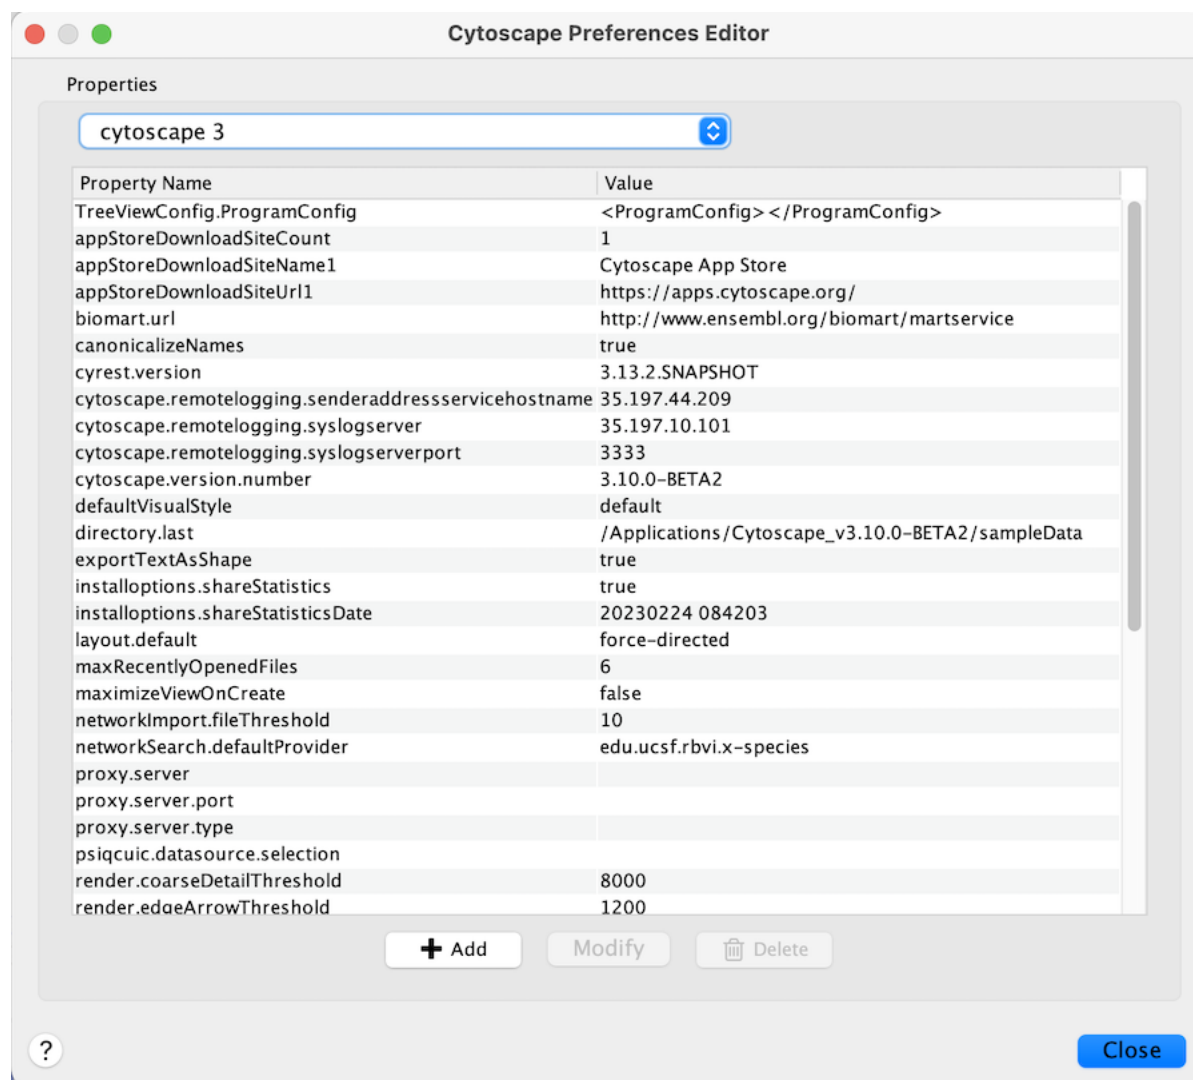 Cytoscape Preferences Editor
Properties
cytoscape 3
Property Name Value
TreeViewConfig.ProgramConfig <ProgramConfig></ProgramConfig>
appStoreDownloadSiteCount 1
appStoreDownloadSiteName1 Cytoscape App Store
appStoreDownloadSiteUrl1 https://apps.cytoscape.org/
biomart.url http://www.ensembl.org/biomart/martservice
canonicalizeNames true
cyrest.version 3.13.2.SNAPSHOT
cytoscape.remotelogging.senderaddressservicehostname 35.197.44.209
cytoscape.remotelogging.syslogserver 35.197.10.101
cytoscape.remotelogging.syslogserverport 3333
cytoscape.version.number 3.10.0-BETA2
defaultVisualStyle default
directory.last /Applications/Cytoscape_v3.10.0-BETA2/sampleData
exportTextAsShape true
installoptions.shareStatistics true
installoptions.shareStatisticsDate 20230224 084203
layout.default force-directed
maxRecentlyOpenedFiles 6
maximizeViewOnCreate false
networkImport.fileThreshold 10
networkSearch.defaultProvider edu.ucsf.rbvi.x-species
proxy.server
proxy.server.port
proxy.server.type
psiqcuic.datasource.selection
render.coarseDetailThreshold 8000
render.edgeArrowThreshold 1200
Add Modify Delete
? Close